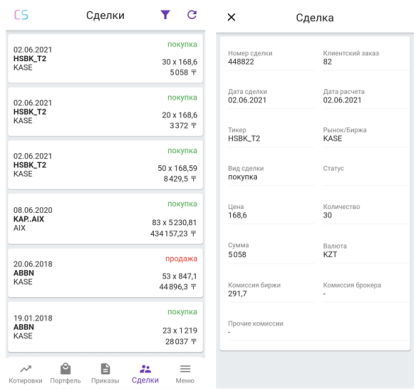 CS
Сделки
покупка
02.06.2021
HSBK_T2
30 x 168,6
KASE
5 058 ₸
покупка
02.06.2021
HSBK_T2
20 x 168,6
KASE
3 372 ₸
покупка
02.06.2021
HSBK_T2
50 x 168,59
KASE
8 429,5 ₸
покупка
08.06.2020
KAP..AIX
83 x 5 230,81
AIX
434 157,23 ₸
продажа
20.06.2018
ABBN
53 x 847,1
KASE
44 896,3 ₸
покупка
19.01.2018
ABBN
23 x 1 219
KASE
28 037 ₸
Котировки Портфель Приказы Сделки Меню
Сделка
Номер сделки Клиентский заказ
448822 82
Дата сделки Дата расчета
02.06.2021 02.06.2021
Тикер Рынок/Биржа
HSBK_T2 KASE
Вид сделки Статус
покупка
Цена Количество
168,6 30
Сумма Валюта
5 058 KZT
Комиссия биржи Комиссия брокера
291,7 -
Прочие комиссии
-